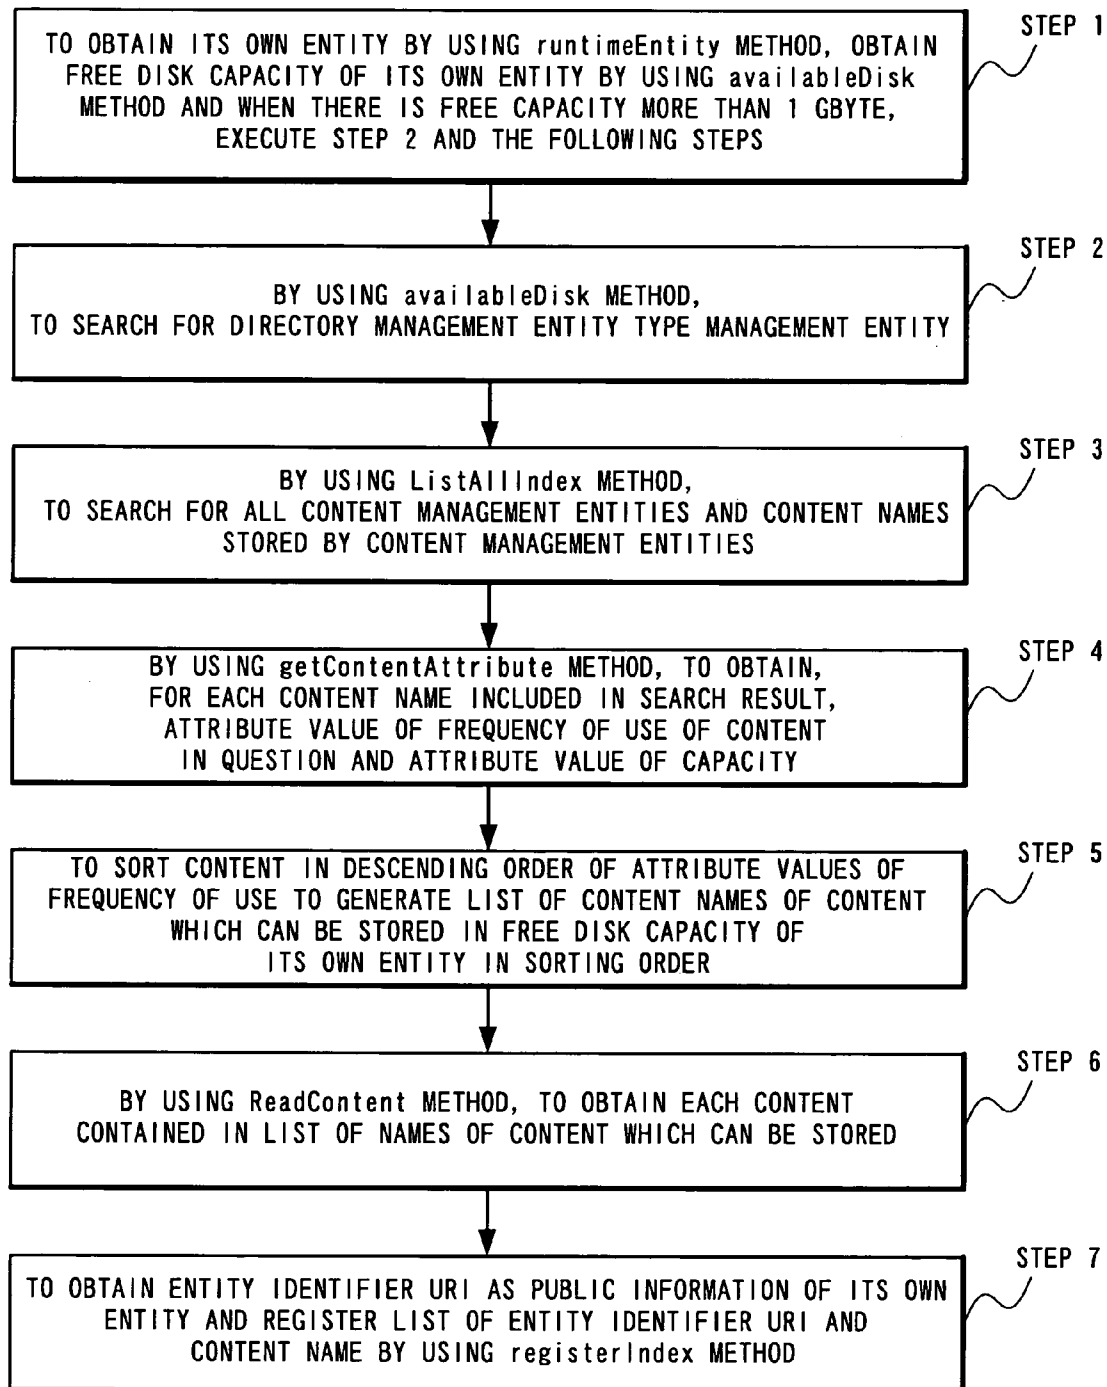 STEP 1
TO OBTAIN ITS OWN ENTITY BY USING runtimeEntity METHOD, OBTAIN
FREE DISK CAPACITY OF ITS OWN ENTITY BY USING availableDisk
METHOD AND WHEN THERE IS FREE CAPACITY MORE THAN 1 GBYTE,
EXECUTE STEP 2 AND THE FOLLOWING STEPS
STEP 2
BY USING availableDisk METHOD,
TO SEARCH FOR DIRECTORY MANAGEMENT ENTITY TYPE MANAGEMENT ENTITY
STEP 3
BY USING ListAllIndex METHOD,
TO SEARCH FOR ALL CONTENT MANAGEMENT ENTITIES AND CONTENT NAMES
STORED BY CONTENT MANAGEMENT ENTITIES
STEP 4
BY USING getContentAttribute METHOD, TO OBTAIN,
FOR EACH CONTENT NAME INCLUDED IN SEARCH RESULT,
ATTRIBUTE VALUE OF FREQUENCY OF USE OF CONTENT
IN QUESTION AND ATTRIBUTE VALUE OF CAPACITY
STEP 5
TO SORT CONTENT IN DESCENDING ORDER OF ATTRIBUTE VALUES OF
FREQUENCY OF USE TO GENERATE LIST OF CONTENT NAMES OF CONTENT
WHICH CAN BE STORED IN FREE DISK CAPACITY OF
ITS OWN ENTITY IN SORTING ORDER
STEP 6
BY USING ReadContent METHOD, TO OBTAIN EACH CONTENT
CONTAINED IN LIST OF NAMES OF CONTENT WHICH CAN BE STORED
STEP 7
TO OBTAIN ENTITY IDENTIFIER URI AS PUBLIC INFORMATION OF ITS OWN
ENTITY AND REGISTER LIST OF ENTITY IDENTIFIER URI AND
CONTENT NAME BY USING registerIndex METHOD